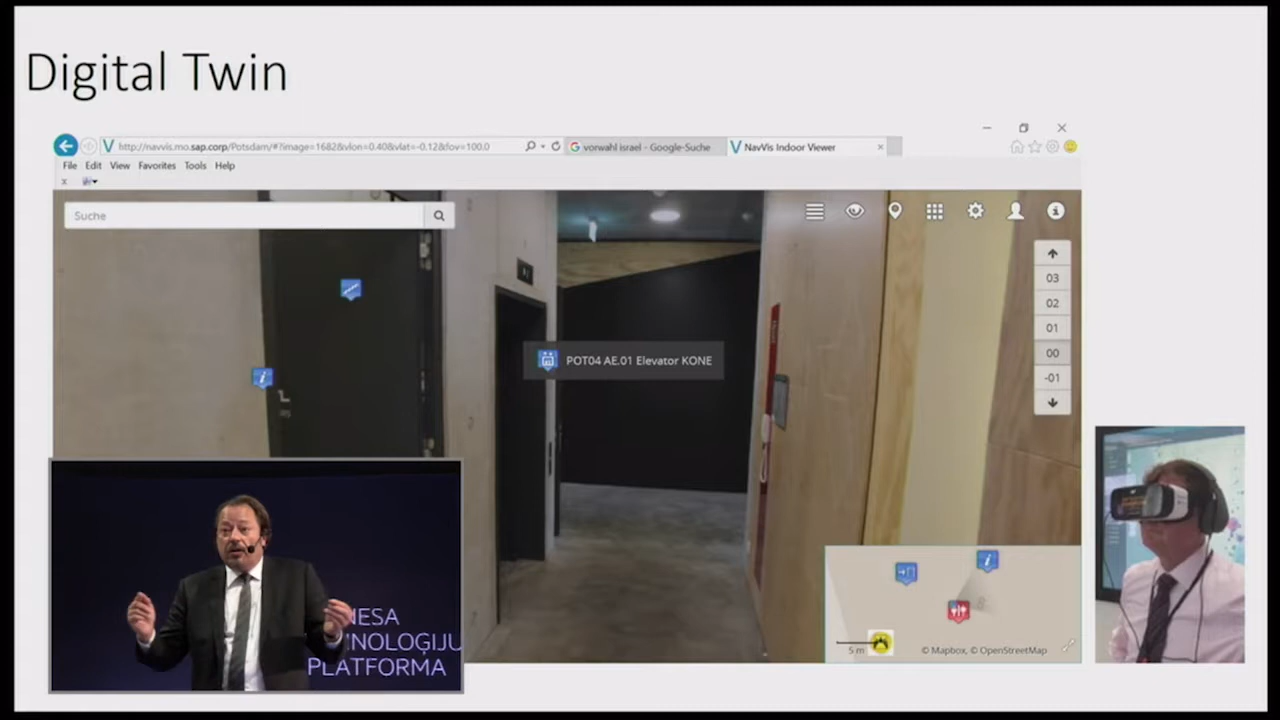 Digital Twin
http://navvis.mo.sap.corp/Potsdam/#?image=1682&vlon=0.40&vlat=-0.12&fov=100.0
vorwahl israel - Google-Suche
NavVis Indoor Viewer
File Edit View Favorites Tools Help
Suche
03
02
01
00
-01
POT04 AE.01 Elevator KONE
5 m
© Mapbox, © OpenStreetMap
NESA
NOLOĢIJU
PLATFORMA